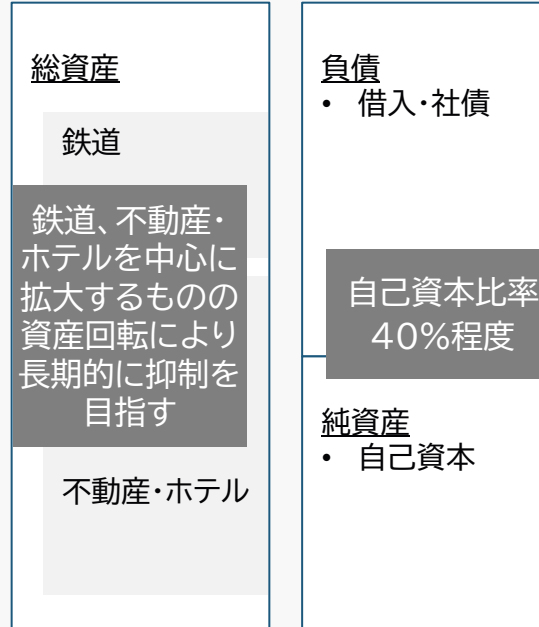 総資産
鉄道
鉄道、不動産・
ホテルを中心に
拡大するものの
資産回転により
長期的に抑制を
目指す
不動産・ホテル
負債
• 借入・社債
自己資本比率
40%程度
純資産
• 自己資本